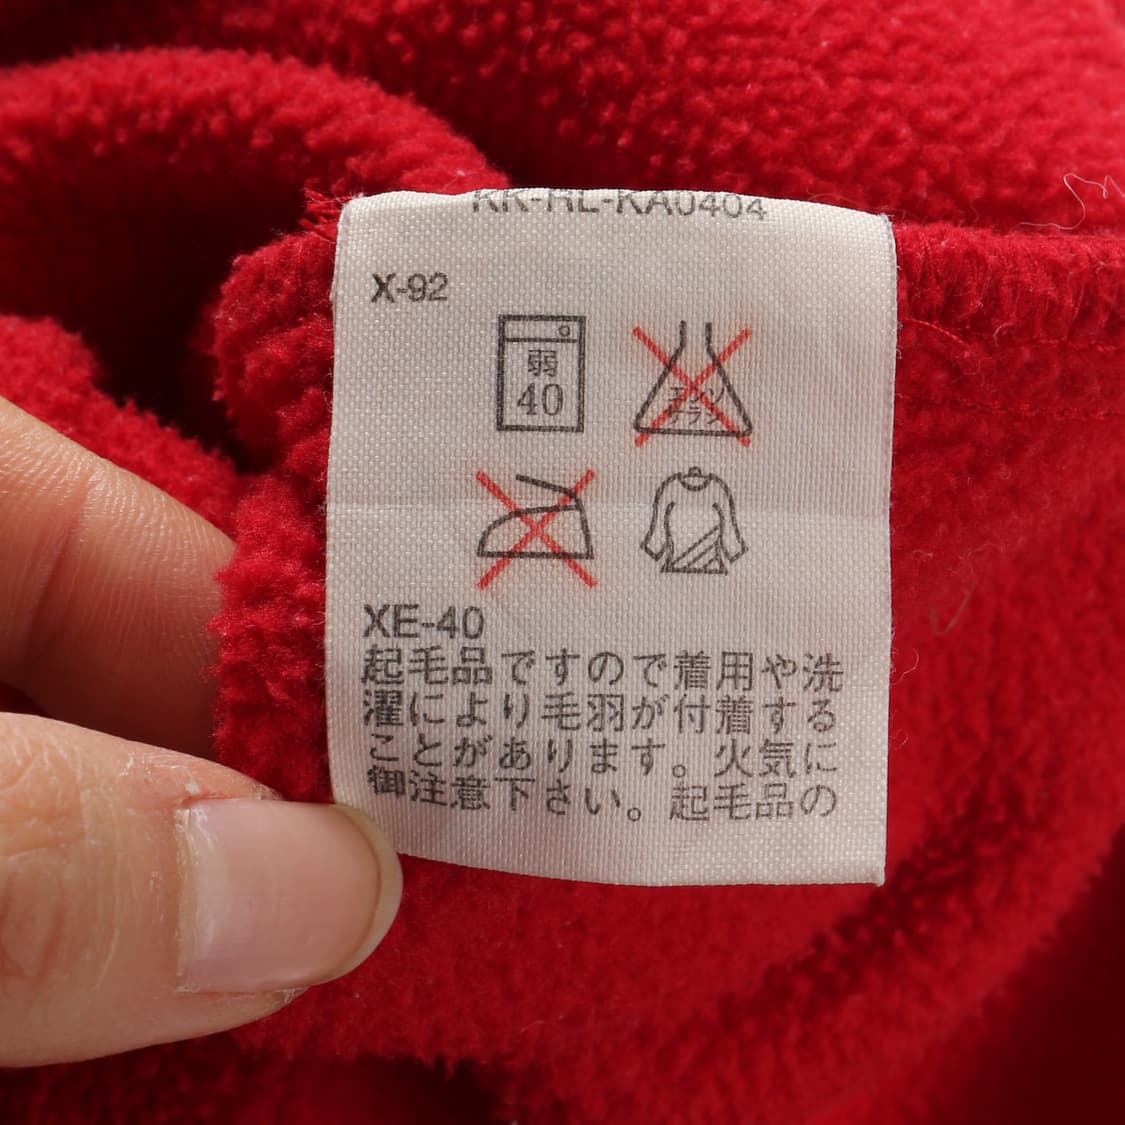 KK-HL-KA0404
X-92
弱
40
エンソ
サラシ
XE-40
起毛品ですので着用や洗
濯により毛羽が付着する
ことがあります。火気に
御注意下さい。起毛品の